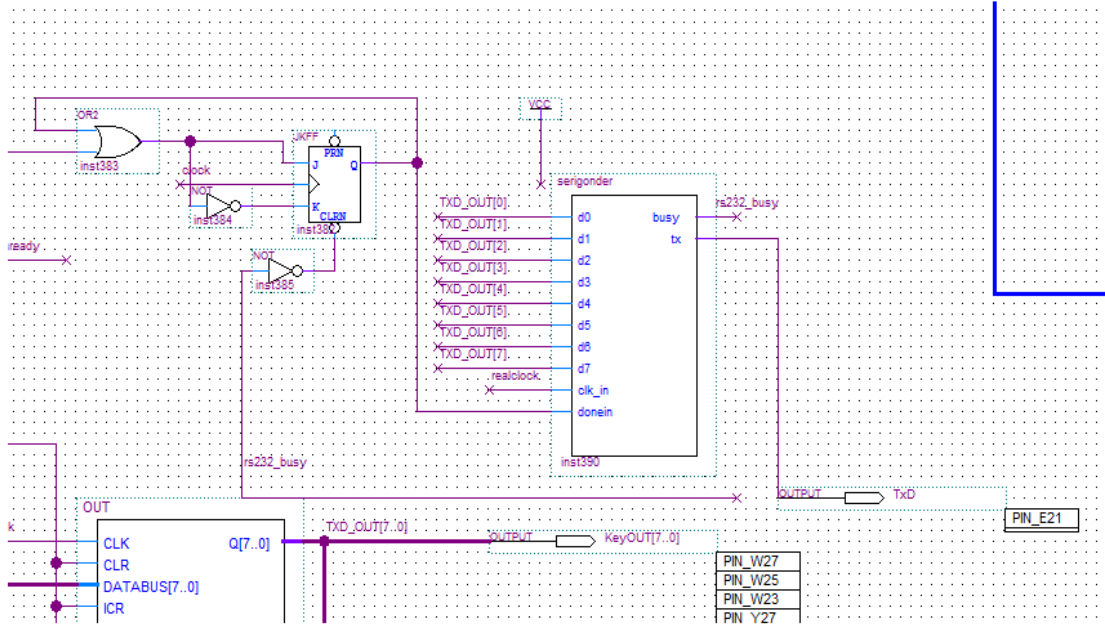 OR2
inst383
clock
NOT
inst384
JKFF
PRN
J
Q
K
CLRN
NOT
inst385
ready
VCC
serigonder
TXD_OUT[0]
d0
busy
rs232_busy
TXD_OUT[1]
d1
tx
TXD_OUT[2]
d2
TXD_OUT[3]
d3
TXD_OUT[4]
d4
TXD_OUT[5]
d5
TXD_OUT[6]
d6
TXD_OUT[7]
d7
realclock
clk_in
donein
inst390
rs232_busy
OUTPUT
TxD
PIN_E21
OUT
k
CLK
Q[7..0]
TXD_OUT[7..0]
OUTPUT
KeyOUT[7..0]
CLR
DATABUS[7..0]
ICR
PIN_W27
PIN_W25
PIN_W23
PIN_Y27